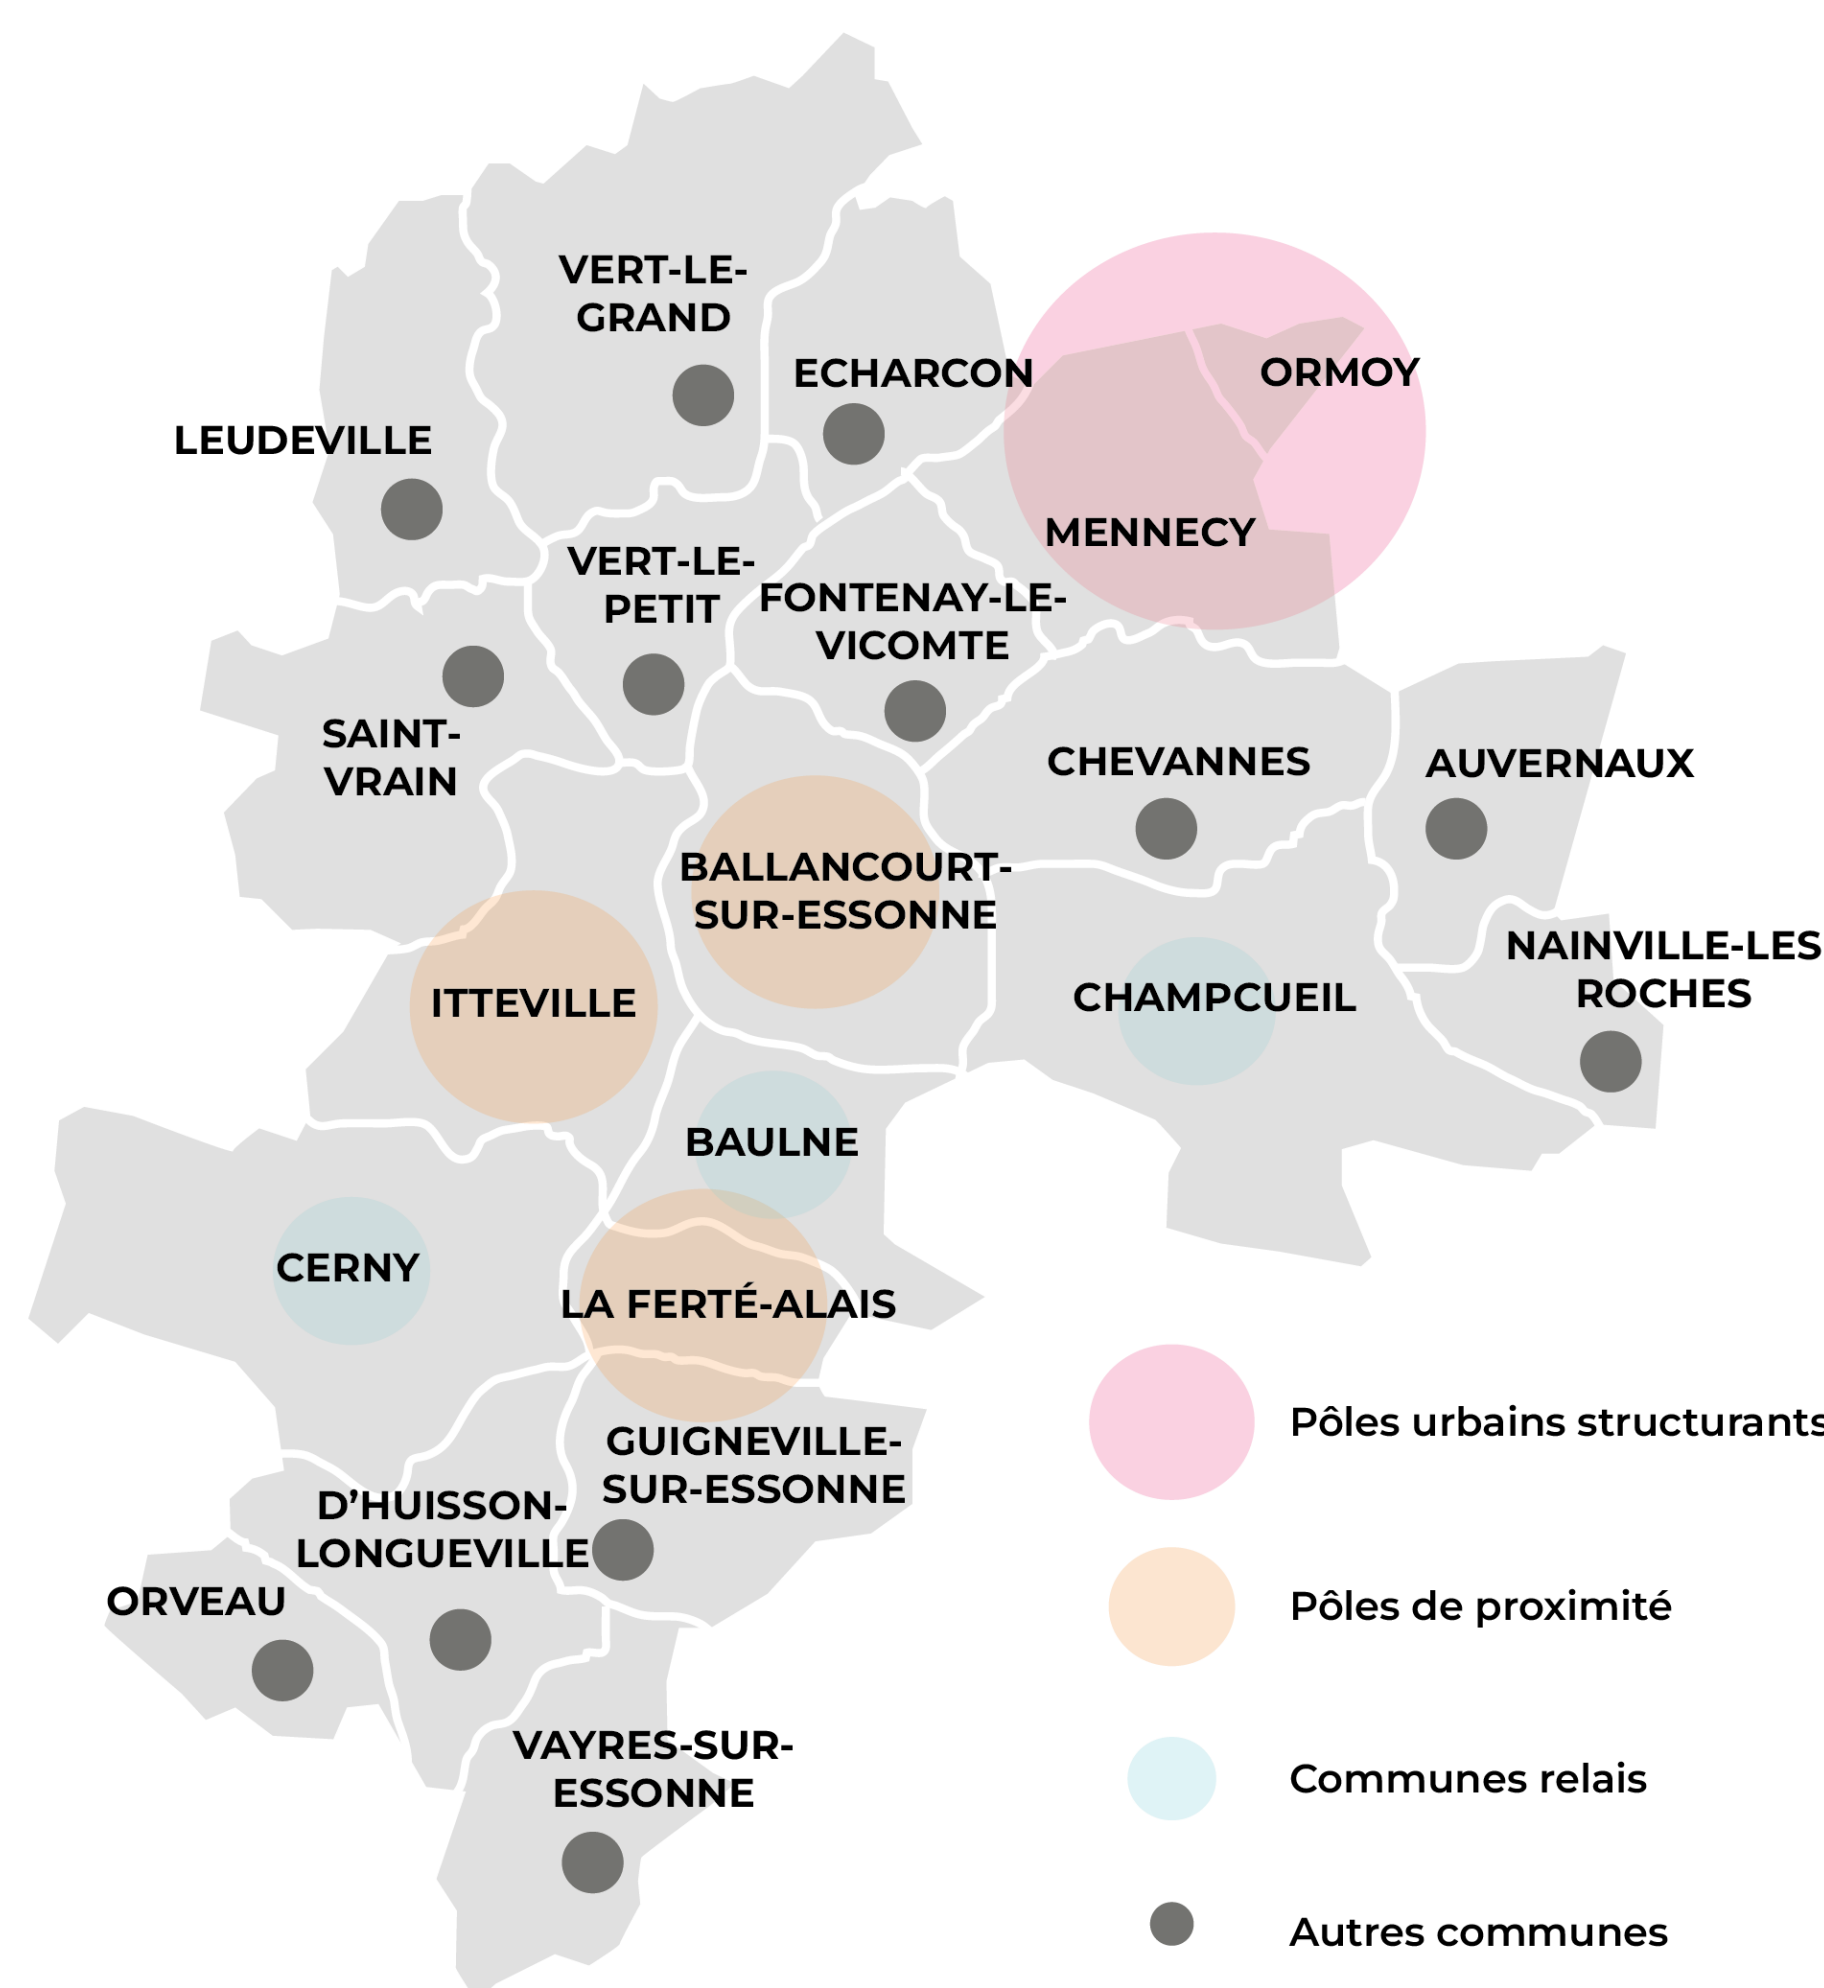 VERT-LE-
GRAND
ECHARCON
ORMOY
LEUDEVILLE
MENNECY
VERT-LE-
PETIT
FONTENAY-LE-
VICOMTE
SAINT-
VRAIN
CHEVANNES
AUVERNAUX
BALLANCOURT-
SUR-ESSONNE
NAINVILLE-LES
ROCHES
ITTEVILLE
CHAMPCUEIL
BAULNE
CERNY
LA FERTÉ-ALAIS
GUIGNEVILLE-
SUR-ESSONNE
D’HUISSON-
LONGUEVILLE
ORVEAU
VAYRES-SUR-
ESSONNE
Pôles urbains structurants
Pôles de proximité
Communes relais
Autres communes